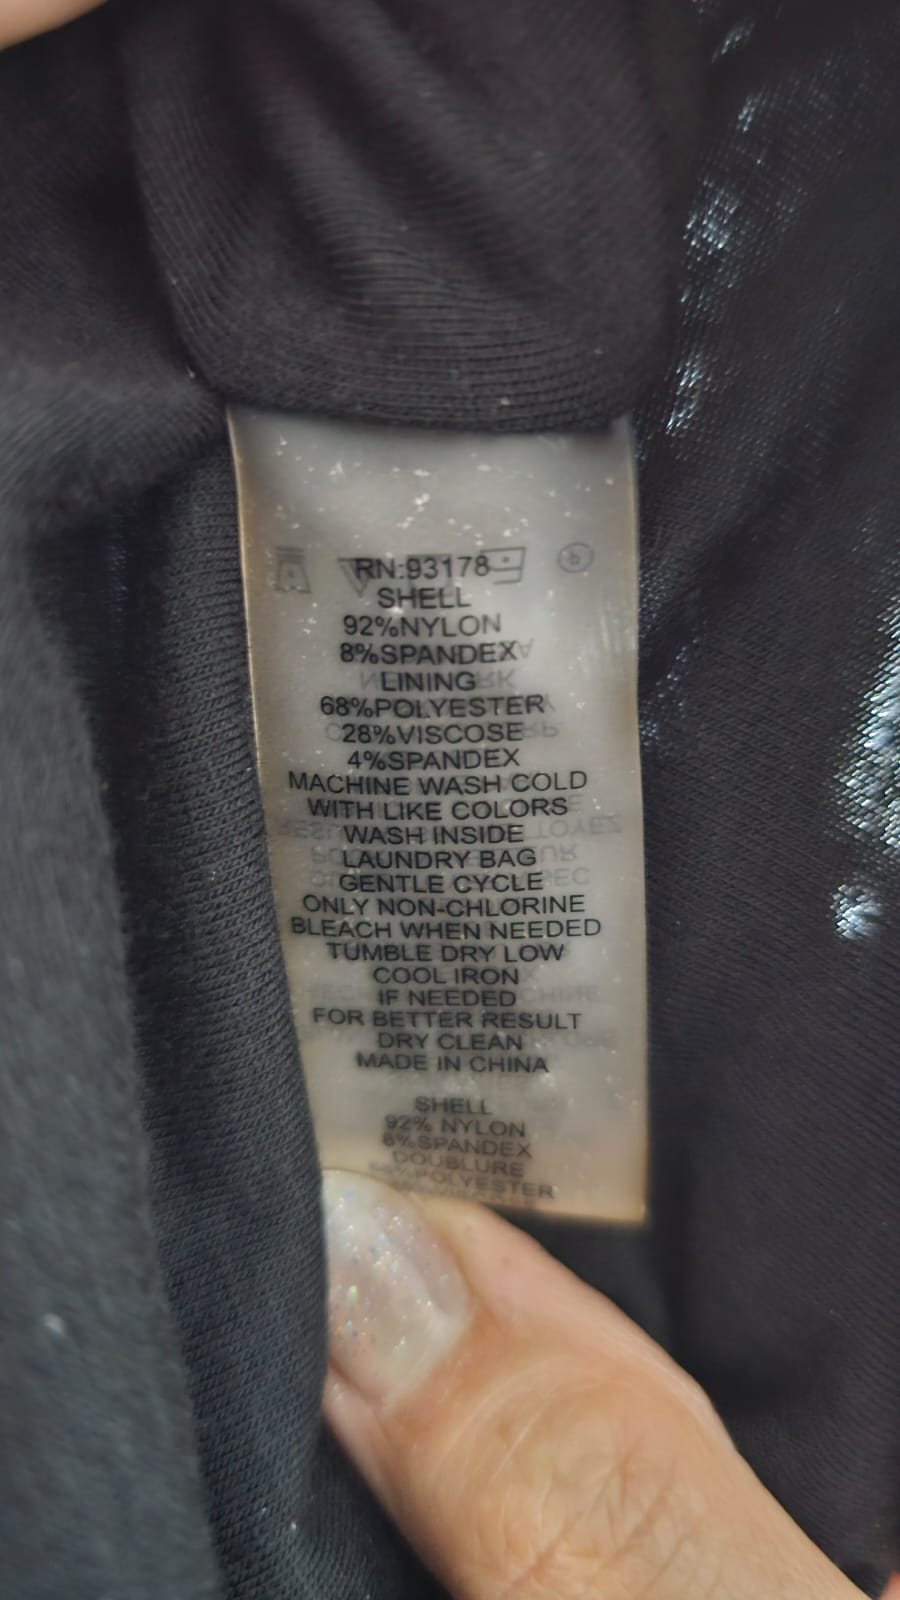 RN:93178
SHELL
92%NYLON
8%SPANDEX
LINING
68%POLYESTER
28%VISCOSE
4%SPANDEX
MACHINE WASH COLD
WITH LIKE COLORS
WASH INSIDE
LAUNDRY BAG
GENTLE CYCLE
ONLY NON-CHLORINE
BLEACH WHEN NEEDED
TUMBLE DRY LOW
COOL IRON
IF NEEDED
FOR BETTER RESULT
DRY CLEAN
MADE IN CHINA
SHELL
92% NYLON
8%SPANDEX
DOUBLURE
POLYESTER